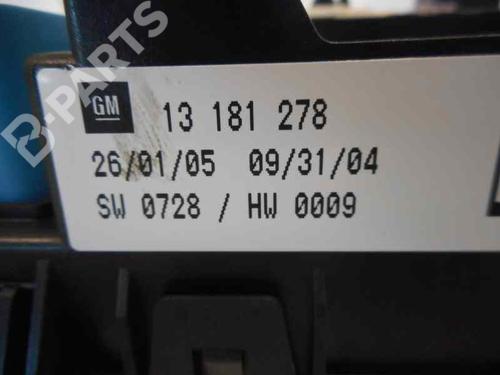 B-PARTS
GM 13 181 278
26/01/05 09/31/04
SW 0728 / HW 0009